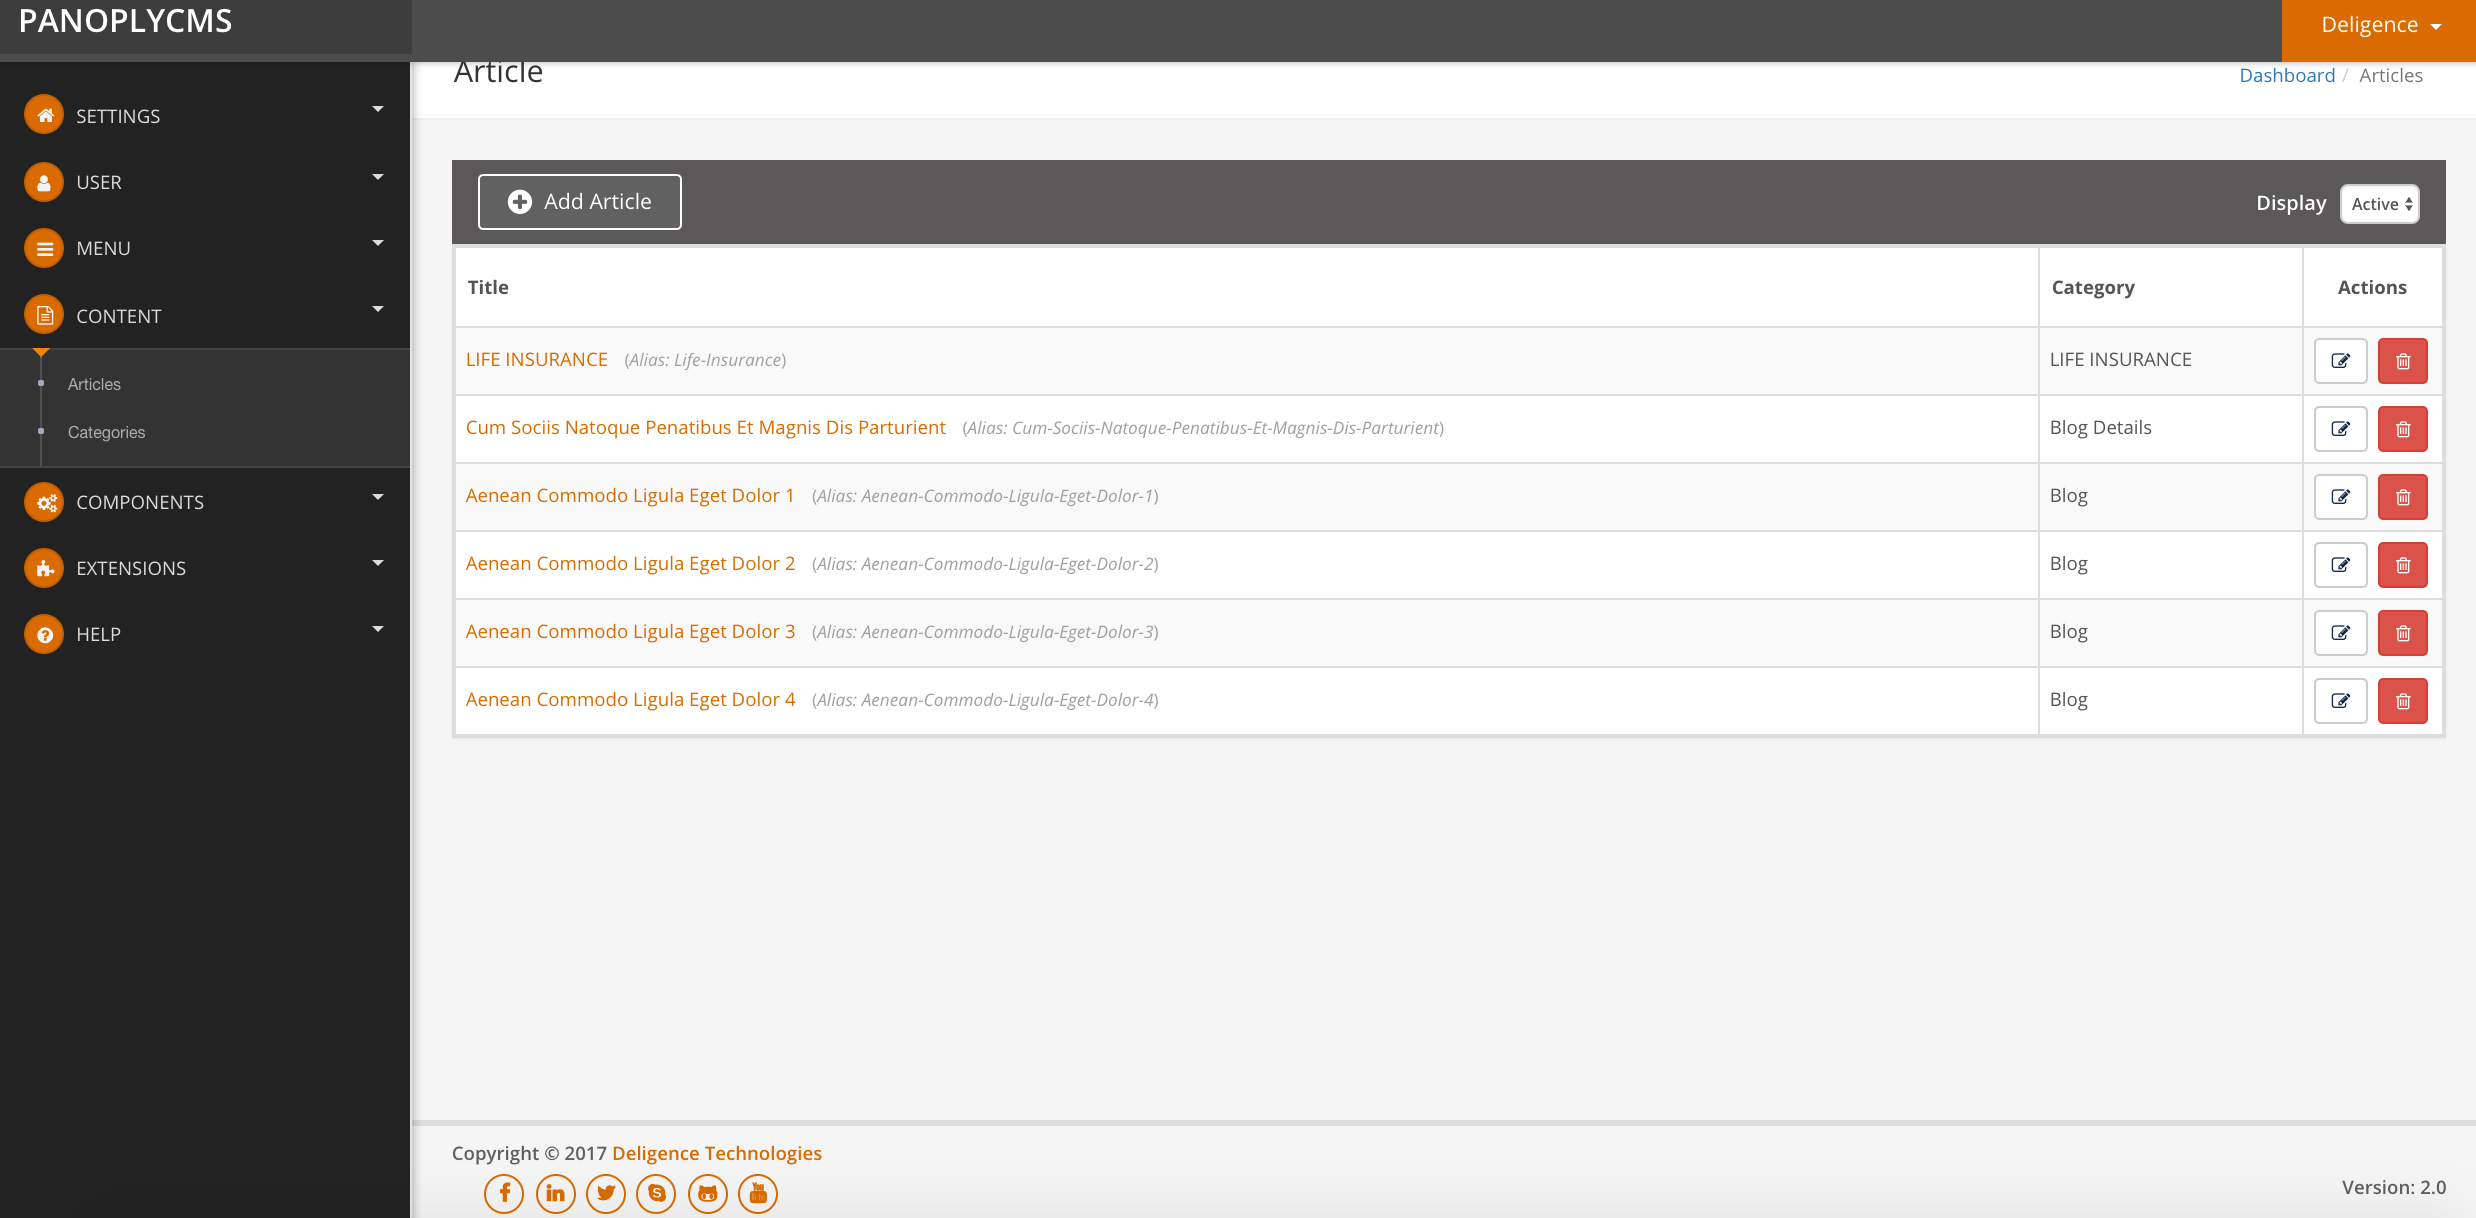 PANOPLYCMS
Deligence
Article
Dashboard / Articles
SETTINGS
USER
MENU
CONTENT
Articles
Categories
COMPONENTS
EXTENSIONS
HELP
Add Article
Display Active
Title Category Actions
LIFE INSURANCE (Alias: Life-Insurance) LIFE INSURANCE
Cum Sociis Natoque Penatibus Et Magnis Dis Parturient (Alias: Cum-Sociis-Natoque-Penatibus-Et-Magnis-Dis-Parturient) Blog Details
Aenean Commodo Ligula Eget Dolor 1 (Alias: Aenean-Commodo-Ligula-Eget-Dolor-1) Blog
Aenean Commodo Ligula Eget Dolor 2 (Alias: Aenean-Commodo-Ligula-Eget-Dolor-2) Blog
Aenean Commodo Ligula Eget Dolor 3 (Alias: Aenean-Commodo-Ligula-Eget-Dolor-3) Blog
Aenean Commodo Ligula Eget Dolor 4 (Alias: Aenean-Commodo-Ligula-Eget-Dolor-4) Blog
Copyright © 2017 Deligence Technologies
Version: 2.0